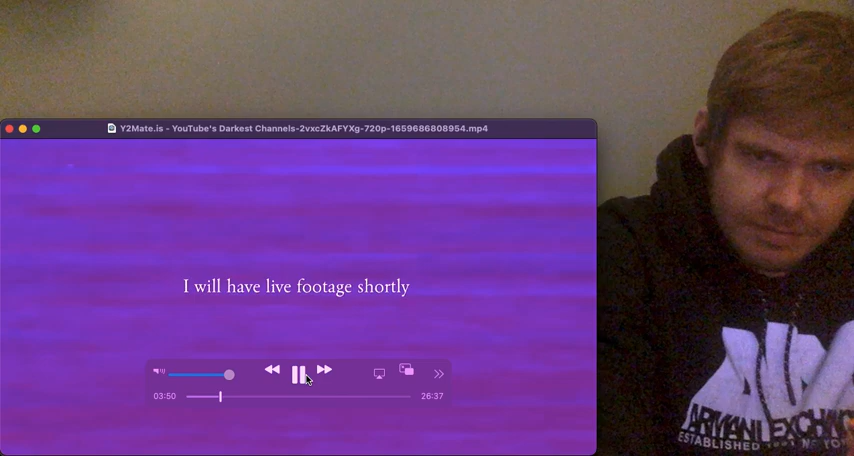 Y2Mate.is - YouTube's Darkest Channels-2vxcZkAFYXg-720p-1659686808954.mp4
I will have live footage shortly
03:50
26:37
ARMANI EXCHAN
ESTABLISHED